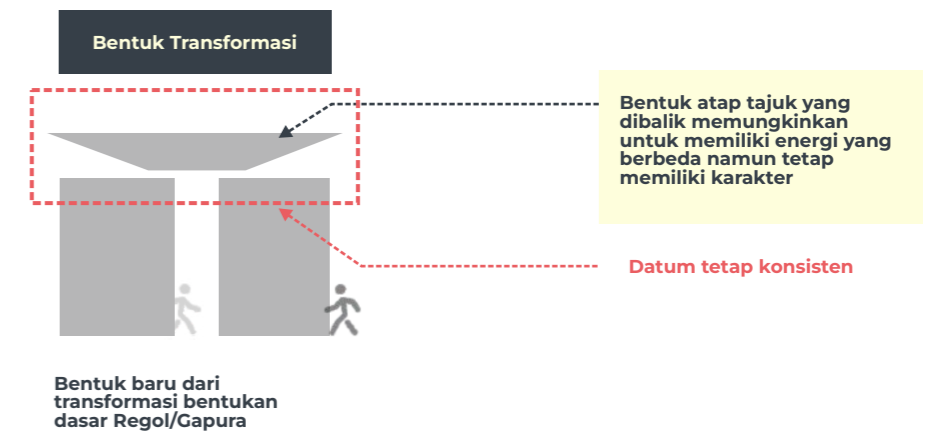 Bentuk Transformasi
Bentuk atap tajuk yang
dibalik memungkinkan
untuk memiliki energi yang
berbeda namun tetap
memiliki karakter
Datum tetap konsisten
Bentuk baru dari
transformasi bentukan
dasar Regol/Gapura